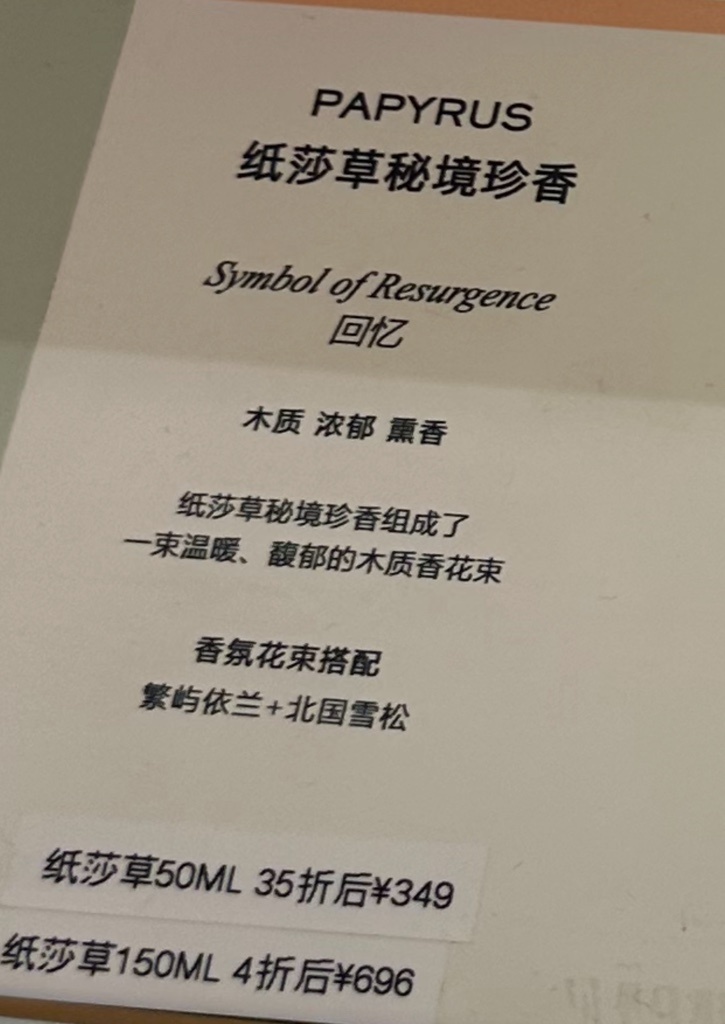 PAPYRUS
纸莎草秘境珍香
Symbol of Resurgence
回忆
木质 浓郁 熏香
纸莎草秘境珍香组成了
一束温暖、馥郁的木质香花束
香氛花束搭配
繁屿依兰+北国雪松
纸莎草50ML 35折后¥349
纸莎草150ML 4折后¥696